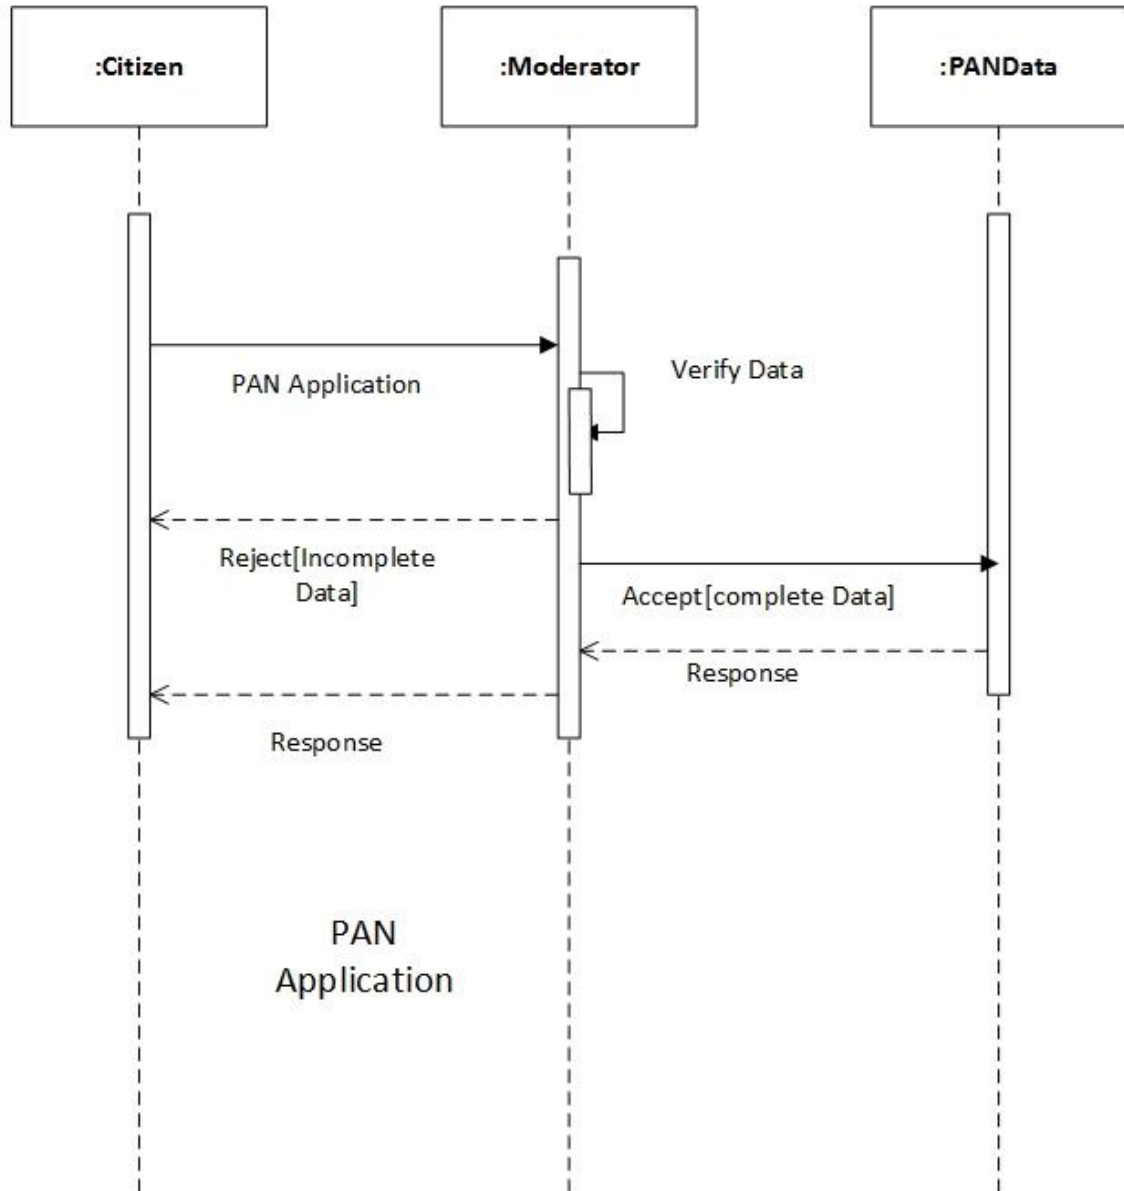 :Citizen
:Moderator
:PANData
PAN Application
Verify Data
Reject[Incomplete
Data]
Accept[complete Data]
Response
Response
PAN
Application